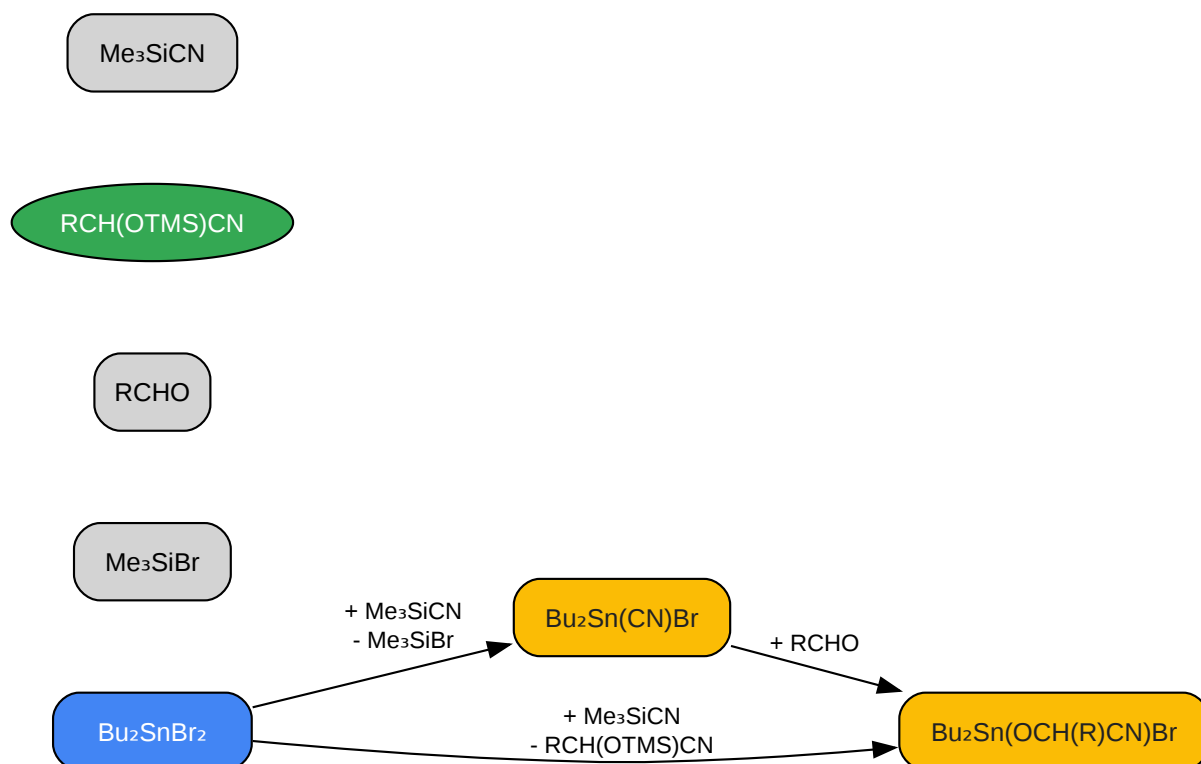 Me₃SiCN
RCH(OTMS)CN
RCHO
Me₃SiBr
+ Me₃SiCN
- Me₃SiBr
Bu₂Sn(CN)Br
+ RCHO
Bu₂SnBr₂
+ Me₃SiCN
- RCH(OTMS)CN
Bu₂Sn(OCH(R)CN)Br